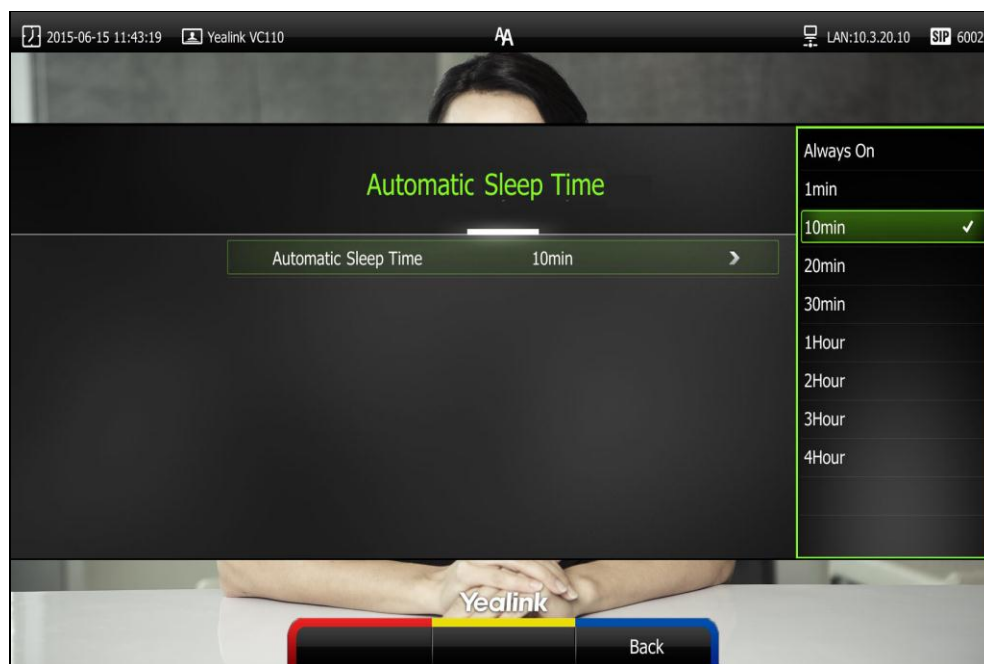 2015-06-15 11:43:19 Yealink VC110 AA LAN:10.3.20.10 SIP 6002
Automatic Sleep Time
Automatic Sleep Time 10min
Always On
1min
10min
20min
30min
1Hour
2Hour
3Hour
4Hour
Yealink
Back